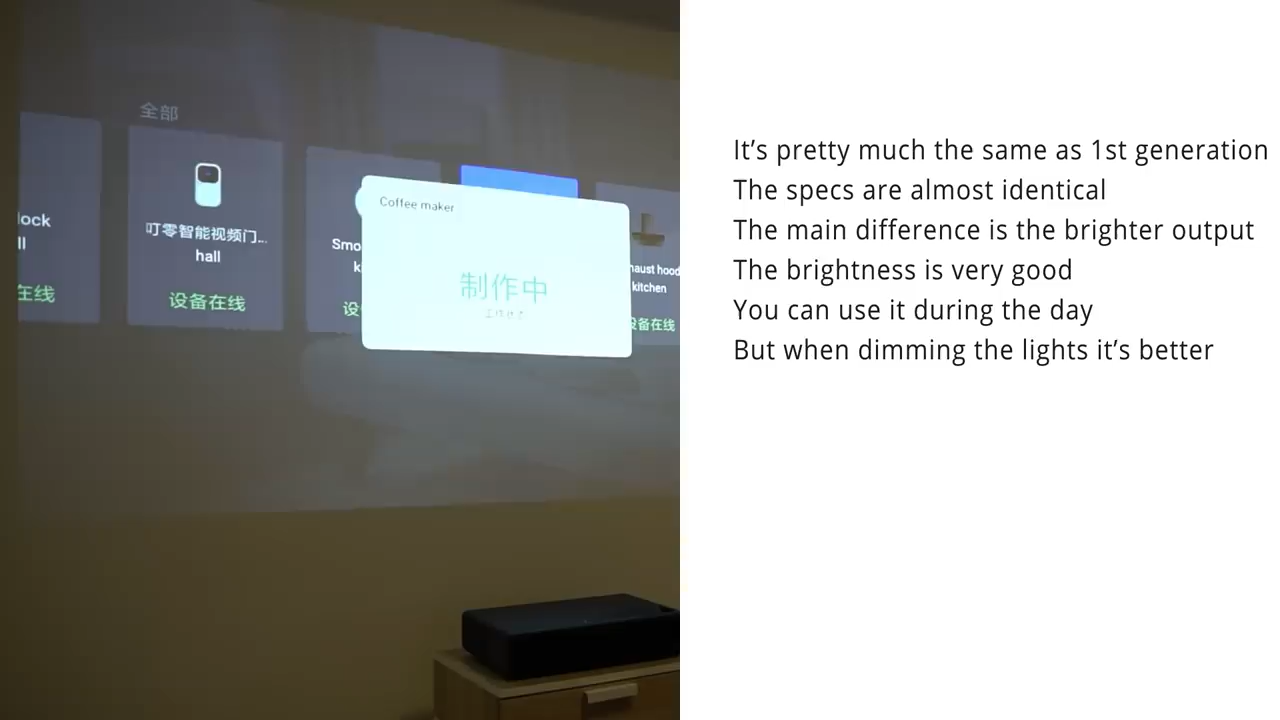 全部
lock
ll
在线
叮零智能视频门...
hall
设备在线
Smo
k
设
Coffee maker
制作中
haust hood
kitchen
设备在线
It's pretty much the same as 1st generation
The specs are almost identical
The main difference is the brighter output
The brightness is very good
You can use it during the day
But when dimming the lights it's better